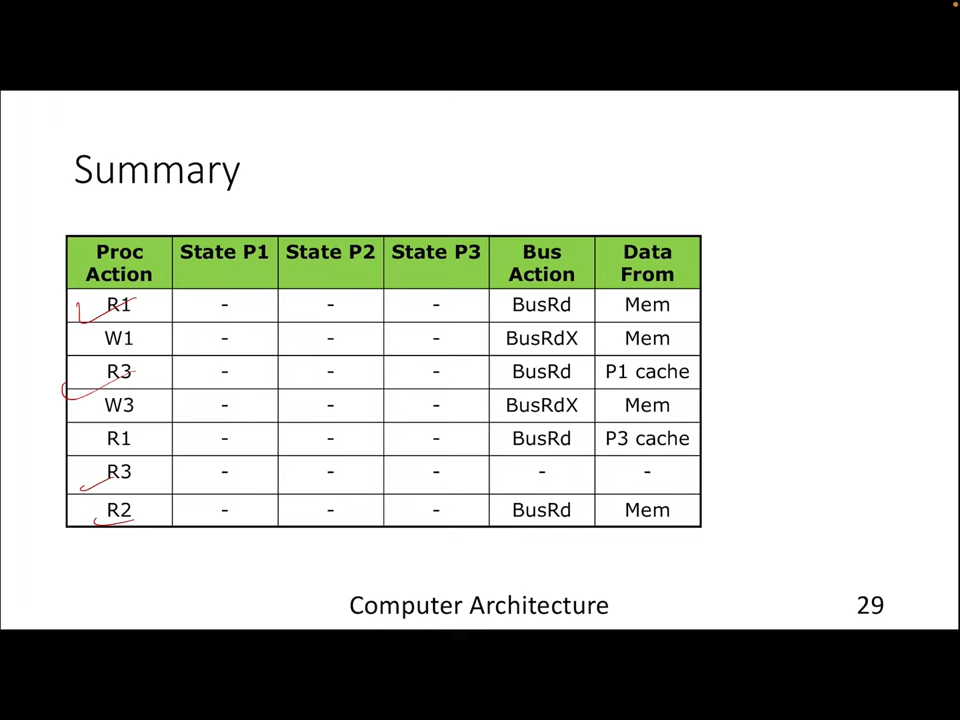 Summary
Proc Action State P1 State P2 State P3 Bus Action Data From
R1 - - - BusRd Mem
W1 - - - BusRdX Mem
R3 - - - BusRd P1 cache
W3 - - - BusRdX Mem
R1 - - - BusRd P3 cache
R3 - - - - -
R2 - - - BusRd Mem
Computer Architecture 29